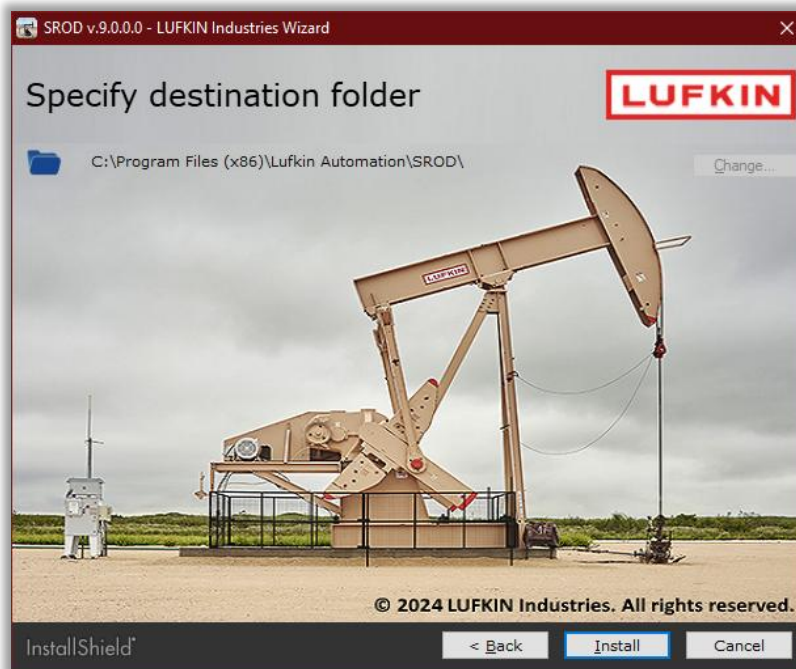 SROD v.9.0.0.0 - LUFKIN Industries Wizard
Specify destination folder
LUFKIN
C:\Program Files (x86)\Lufkin Automation\SROD\
Change...
LUFKIN
© 2024 LUFKIN Industries. All rights reserved.
InstallShield
< Back
Install
Cancel